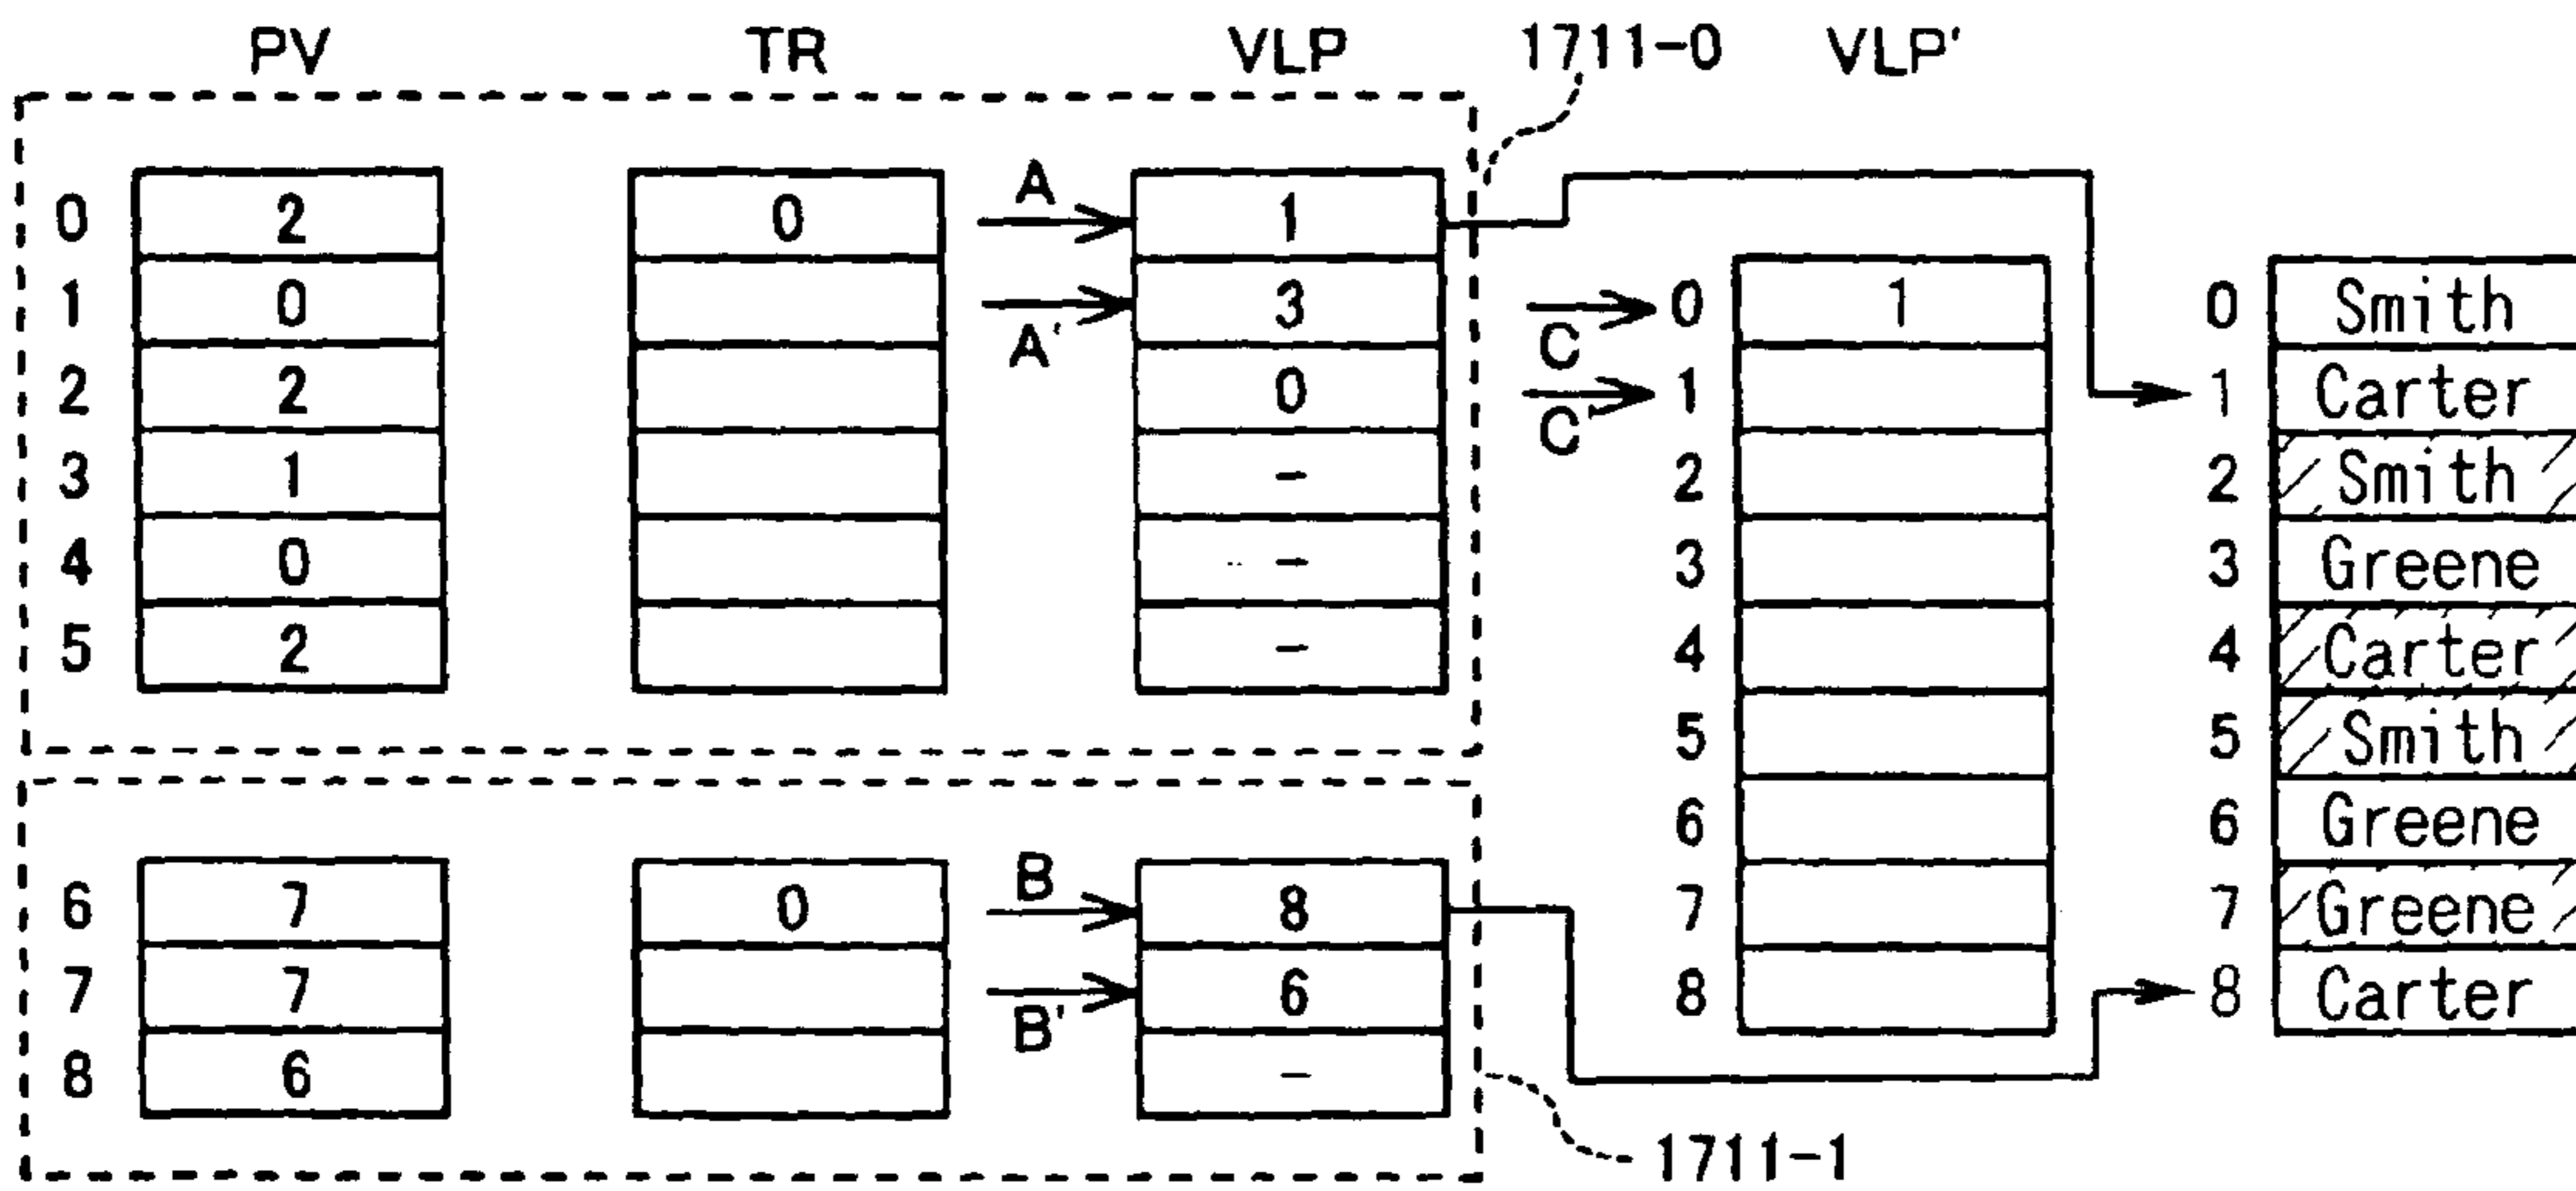 PV TR VLP 1711-0 VLP'
0 2 0 A 1
1 0 A' 3 C 0 1 0 Smith
2 2 0 C' 1 1 Carter
3 1 - 2 2 Smith
4 0 - 3 3 Greene
5 2 - 4 4 Carter
5 5 Smith
6 6 Greene
6 7 0 B 8 7 7 Greene
7 7 B' 6 8 8 Carter
8 6 -
1711-1